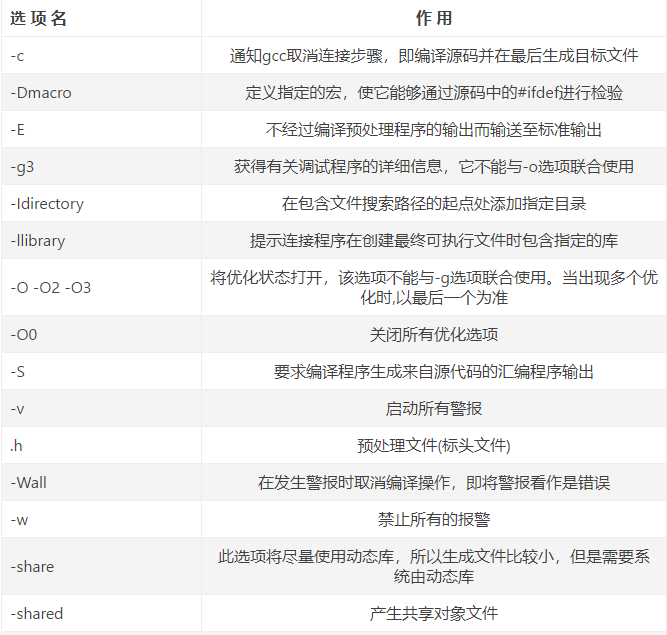 选 项 名 作 用
-c 通知gcc取消连接步骤，即编译源码并在最后生成目标文件
-Dmacro 定义指定的宏，使它能够通过源码中的#ifdef进行检验
-E 不经过编译预处理程序的输出而输送至标准输出
-g3 获得有关调试程序的详细信息，它不能与-o选项联合使用
-Idirectory 在包含文件搜索路径的起点处添加指定目录
-llibrary 提示连接程序在创建最终可执行文件时包含指定的库
-O -O2 -O3 将优化状态打开，该选项不能与-g选项联合使用。当出现多个优
化时,以最后一个为准
-O0 关闭所有优化选项
-S 要求编译程序生成来自源代码的汇编程序输出
-v 启动所有警报
.h 预处理文件(标头文件)
-Wall 在发生警报时取消编译操作，即将警报看作是错误
-w 禁止所有的报警
-share 此选项将尽量使用动态库，所以生成文件比较小，但是需要系
统由动态库
-shared 产生共享对象文件